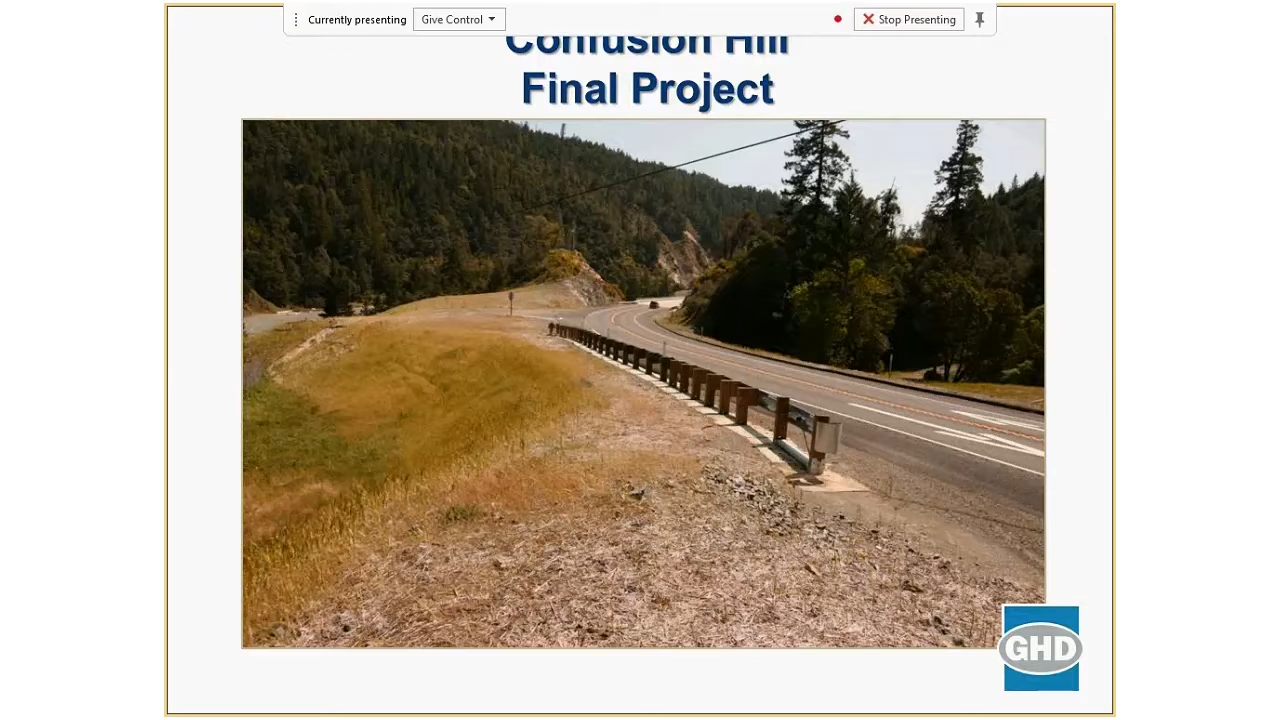 Currently presenting
Give Control
Stop Presenting
Confusion Hill
Final Project
GHD